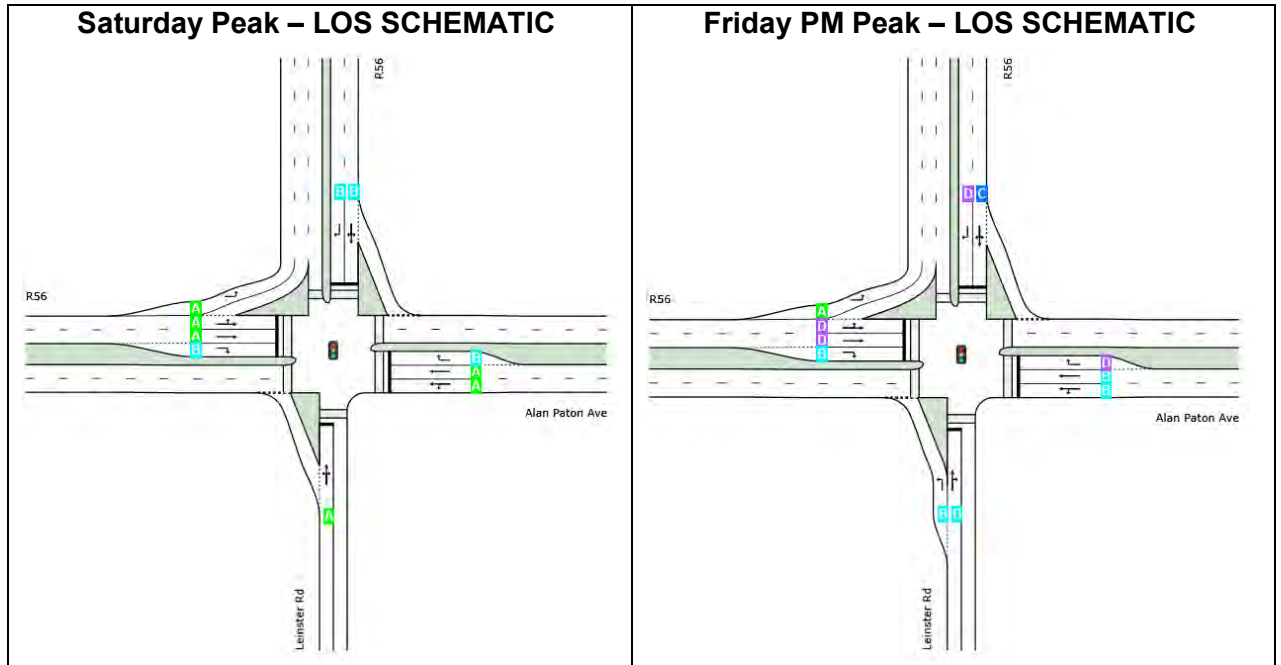 Saturday Peak – LOS SCHEMATIC
R56
B B
R56
A
A
A
B
B
A
A
Alan Paton Ave
A
Leinster Rd
Friday PM Peak – LOS SCHEMATIC
R56
D C
R56
A
D
D
B
D
B
B
Alan Paton Ave
B
Leinster Rd